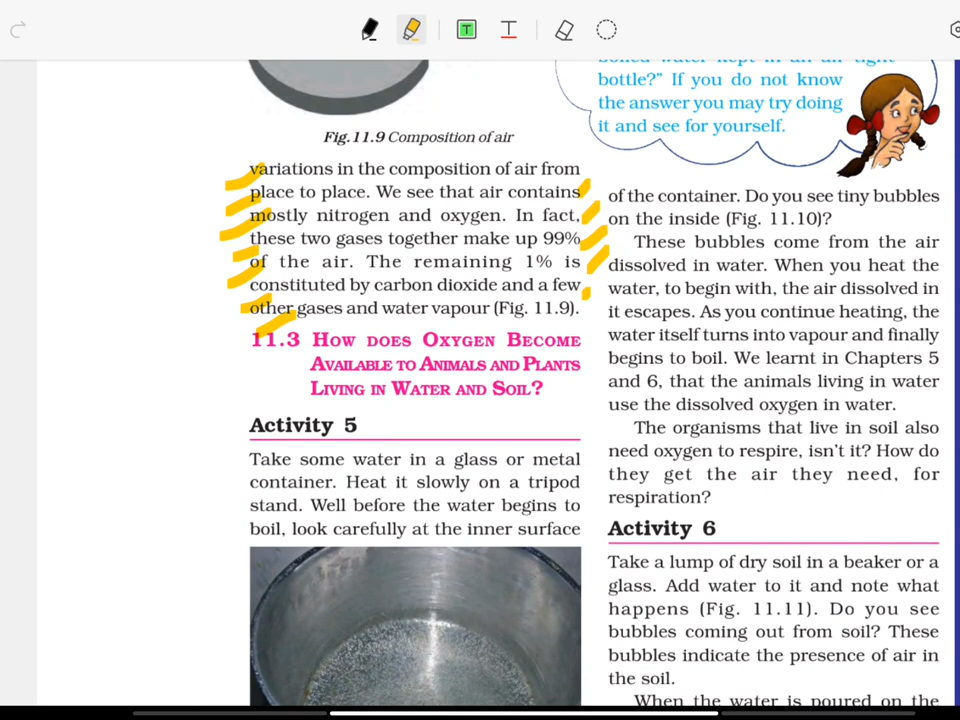 T
T
Fig.11.9 Composition of air
variations in the composition of air from
place to place. We see that air contains
mostly nitrogen and oxygen. In fact,
these two gases together make up 99%
of the air. The remaining 1% is
constituted by carbon dioxide and a few
other gases and water vapour (Fig. 11.9).
11.3 HOW DOES OXYGEN BECOME
AVAILABLE TO ANIMALS AND PLANTS
LIVING IN WATER AND SOIL?
Activity 5
Take some water in a glass or metal
container. Heat it slowly on a tripod
stand. Well before the water begins to
boil, look carefully at the inner surface
boiled water kept in an air tight
bottle?" If you do not know
the answer you may try doing
it and see for yourself.
of the container. Do you see tiny bubbles
on the inside (Fig. 11.10)?
These bubbles come from the air
dissolved in water. When you heat the
water, to begin with, the air dissolved in
it escapes. As you continue heating, the
water itself turns into vapour and finally
begins to boil. We learnt in Chapters 5
and 6, that the animals living in water
use the dissolved oxygen in water.
The organisms that live in soil also
need oxygen to respire, isn't it? How do
they get the air they need, for
respiration?
Activity 6
Take a lump of dry soil in a beaker or a
glass. Add water to it and note what
happens (Fig. 11.11). Do you see
bubbles coming out from soil? These
bubbles indicate the presence of air in
the soil.
When the water is poured on the